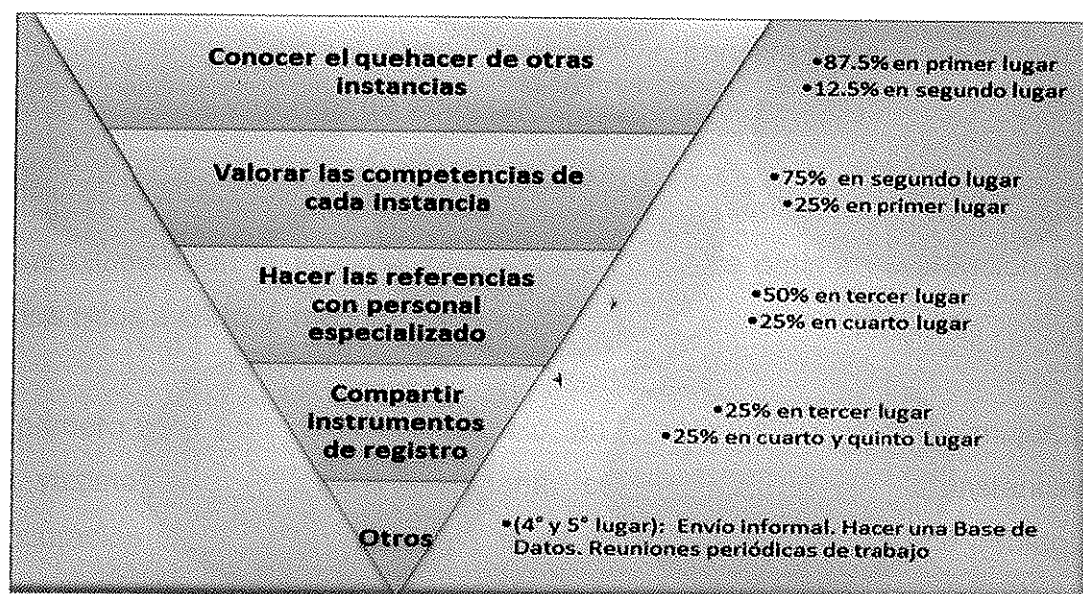 Conocer el quehacer de otras
instancias
•87.5% en primer lugar
•12.5% en segundo lugar
Valorar las competencias de
cada instancia
•75% en segundo lugar
•25% en primer lugar
Hacer las referencias
con personal
especializado
•50% en tercer lugar
•25% en cuarto lugar
Compartir
instrumentos
de registro
•25% en tercer lugar
•25% en cuarto y quinto Lugar
Otros
•(4° y 5° lugar): Envío informal. Hacer una Base de
Datos. Reuniones periódicas de trabajo